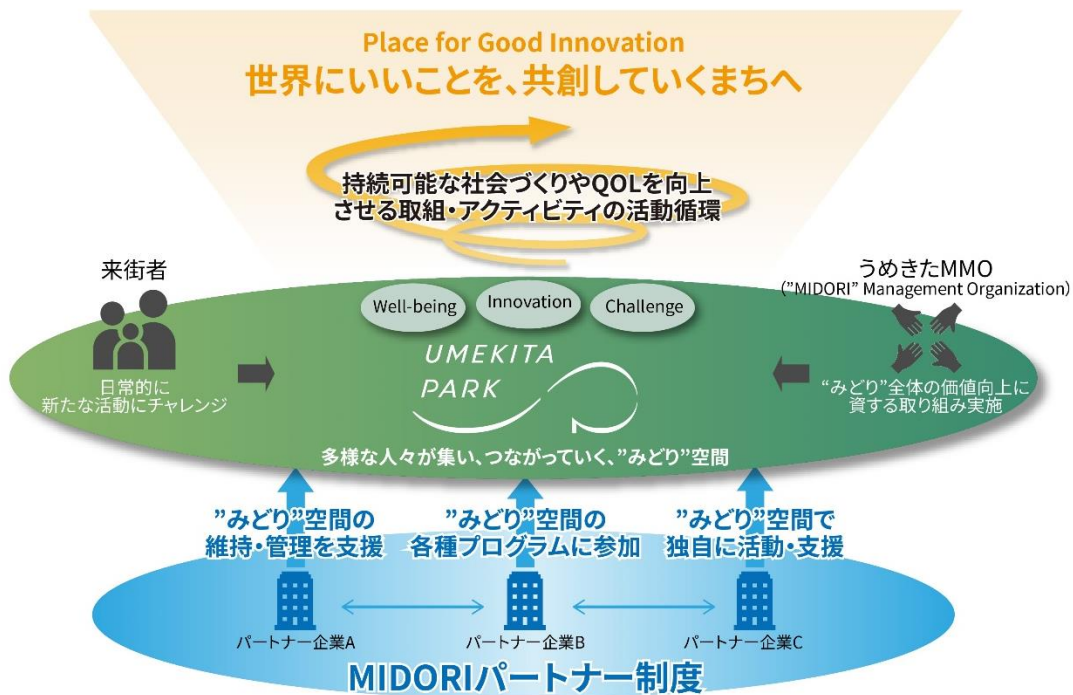 Place for Good Innovation
世界にいいことを、共創していくまちへ
持続可能な社会づくりやQOLを向上
させる取組・アクティビティの活動循環
来街者
うめきたMMO
("MIDORI" Management Organization)
Well-being
Innovation
Challenge
UMEKITA
PARK
日常的に
新たな活動にチャレンジ
“みどり”全体の価値向上に
資する取り組み実施
多様な人々が集い、つながっていく、”みどり”空間
”みどり”空間の
維持・管理を支援
”みどり”空間の
各種プログラムに参加
”みどり”空間で
独自に活動・支援
パートナー企業A
パートナー企業B
パートナー企業C
MIDORIパートナー制度